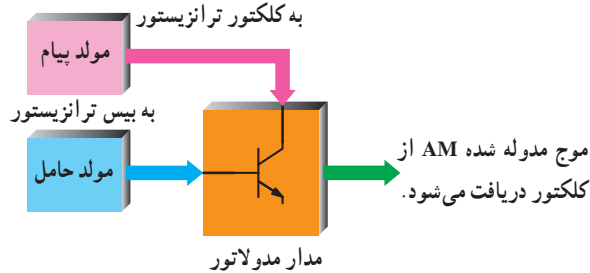 به کلکتور ترانزیستور
مولد پیام
به بیس ترانزیستور
مولد حامل
موج مدوله شده AM از
کلکتور دریافت می‌شود.
مدار مدولاتور